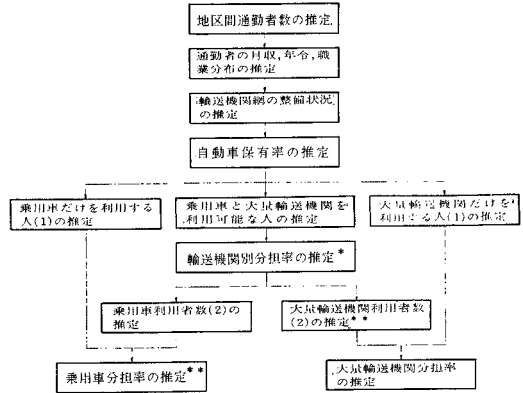 地区間通勤者数の推定
通勤者の月収,年令,職
業分布の推定
輸送機関網の整備状況
の推定
自動車保有率の推定
乗用車だけを利用する
人(1)の推定
乗用車と大量輸送機関を
利用可能な人の推定
大量輸送機関だけを
利用する人(1)の推定
輸送機関別分担率の推定*
乗用車利用者数(2)の
推定
大量輸送機関利用者数
(2)の推定**
乗用車分担率の推定**
大量輸送機関分担率
の推定